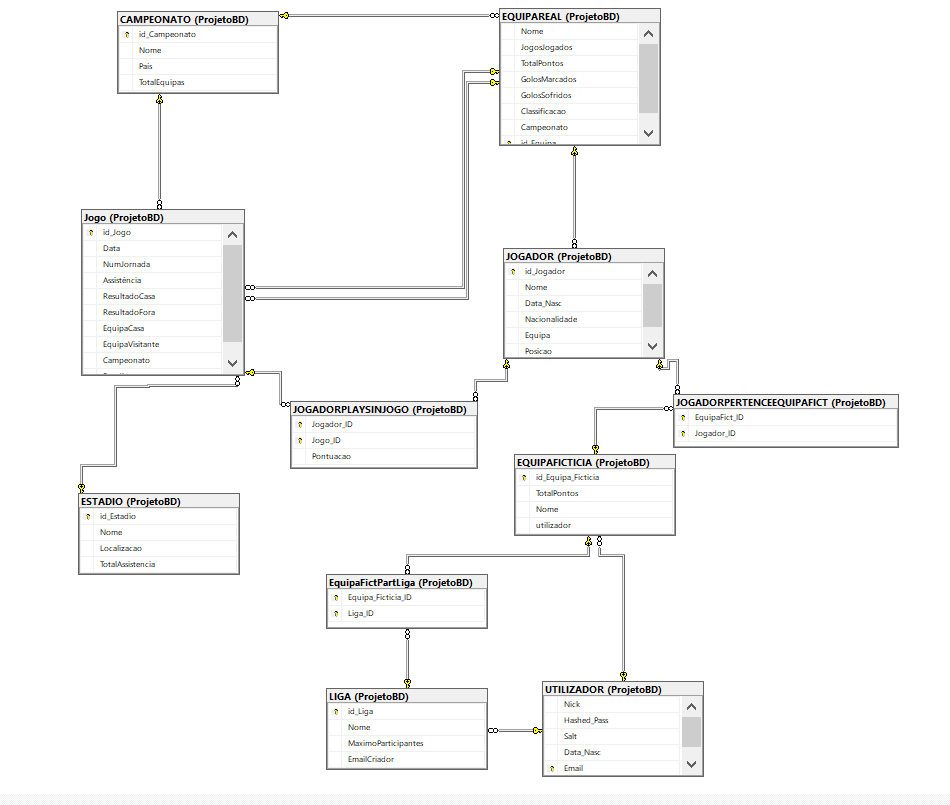 CAMPEONATO (ProjetoBD)
id_Campeonato
Nome
Pais
TotalEquipas
EQUIPAREAL (ProjetoBD)
Nome
JogosJogados
TotalPontos
GolosMarcados
GolosSofridos
Classificacao
Campeonato
id_Equipa
Jogo (ProjetoBD)
id_Jogo
Data
NumJornada
Assistência
ResultadoCasa
ResultadoFora
EquipaCasa
EquipaVisitante
Campeonato
JOGADOR (ProjetoBD)
id_Jogador
Nome
Data_Nasc
Nacionalidade
Equipa
Posicao
JOGADORPLAYSINJOGO (ProjetoBD)
Jogador_ID
Jogo_ID
Pontuacao
JOGADORPERTENCEEQUIPAFICT (ProjetoBD)
EquipaFict_ID
Jogador_ID
EQUIPAFICTICIA (ProjetoBD)
id_Equipa_Ficticia
TotalPontos
Nome
utilizador
ESTADIO (ProjetoBD)
id_Estadio
Nome
Localizacao
TotalAssistencia
EquipaFictPartLiga (ProjetoBD)
Equipa_Ficticia_ID
Liga_ID
LIGA (ProjetoBD)
id_Liga
Nome
MaximoParticipantes
EmailCriador
UTILIZADOR (ProjetoBD)
Nick
Hashed_Pass
Salt
Data_Nasc
Email